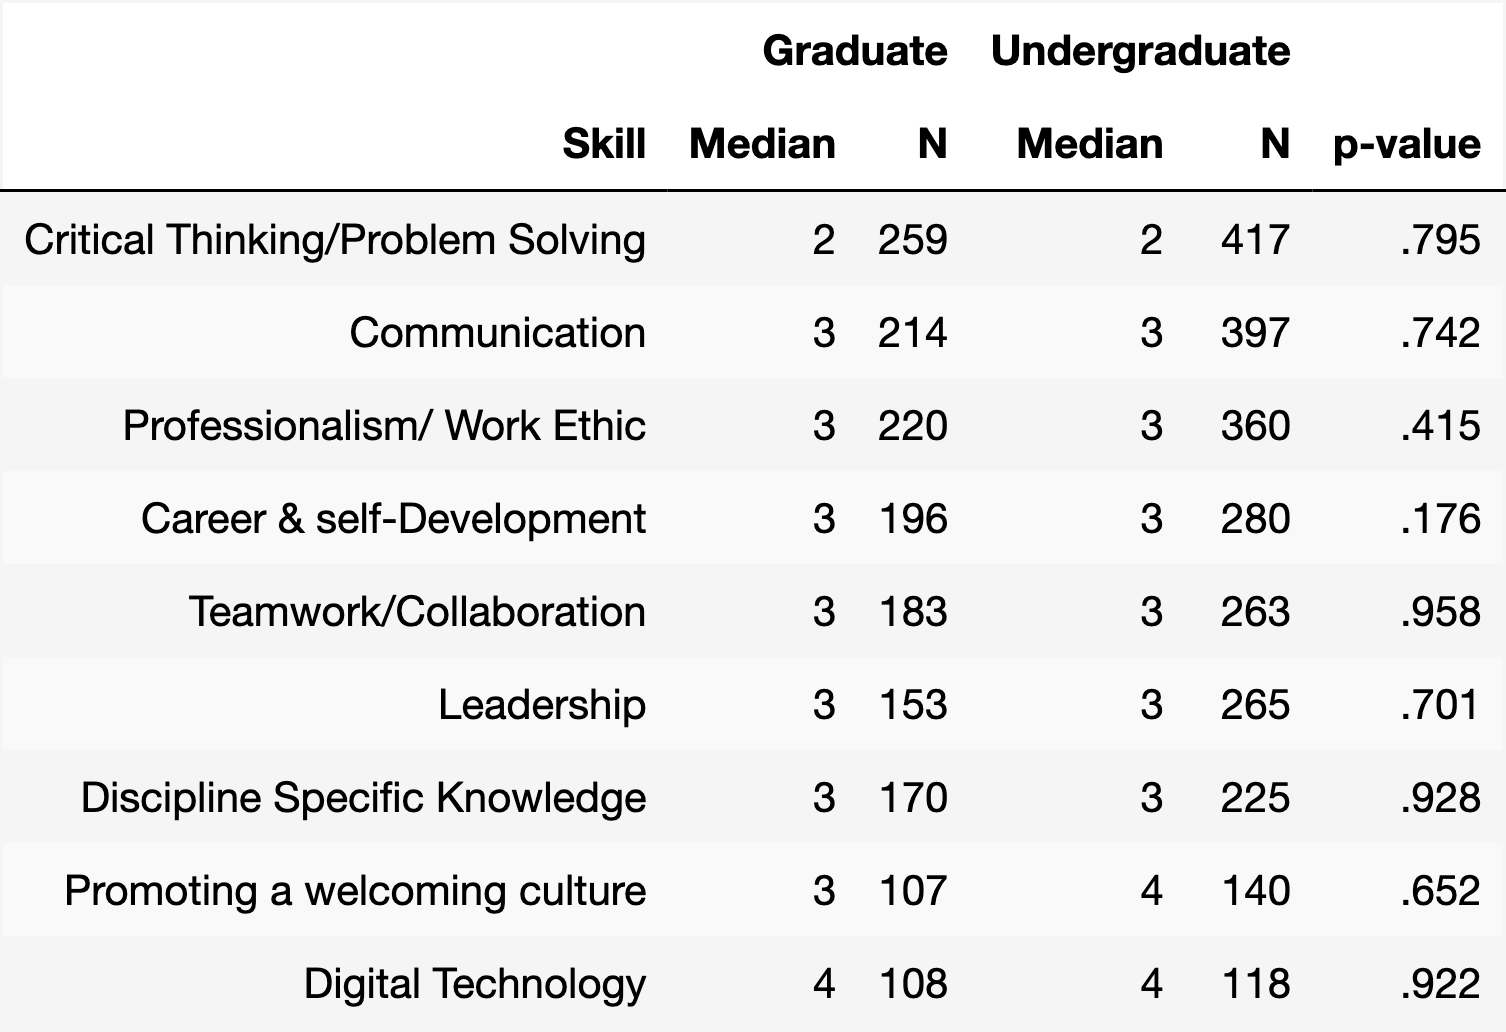 Graduate Undergraduate
Skill Median N Median N p-value
Critical Thinking/Problem Solving 2 259 2 417 .795
Communication 3 214 3 397 .742
Professionalism/ Work Ethic 3 220 3 360 .415
Career & self-Development 3 196 3 280 .176
Teamwork/Collaboration 3 183 3 263 .958
Leadership 3 153 3 265 .701
Discipline Specific Knowledge 3 170 3 225 .928
Promoting a welcoming culture 3 107 4 140 .652
Digital Technology 4 108 4 118 .922